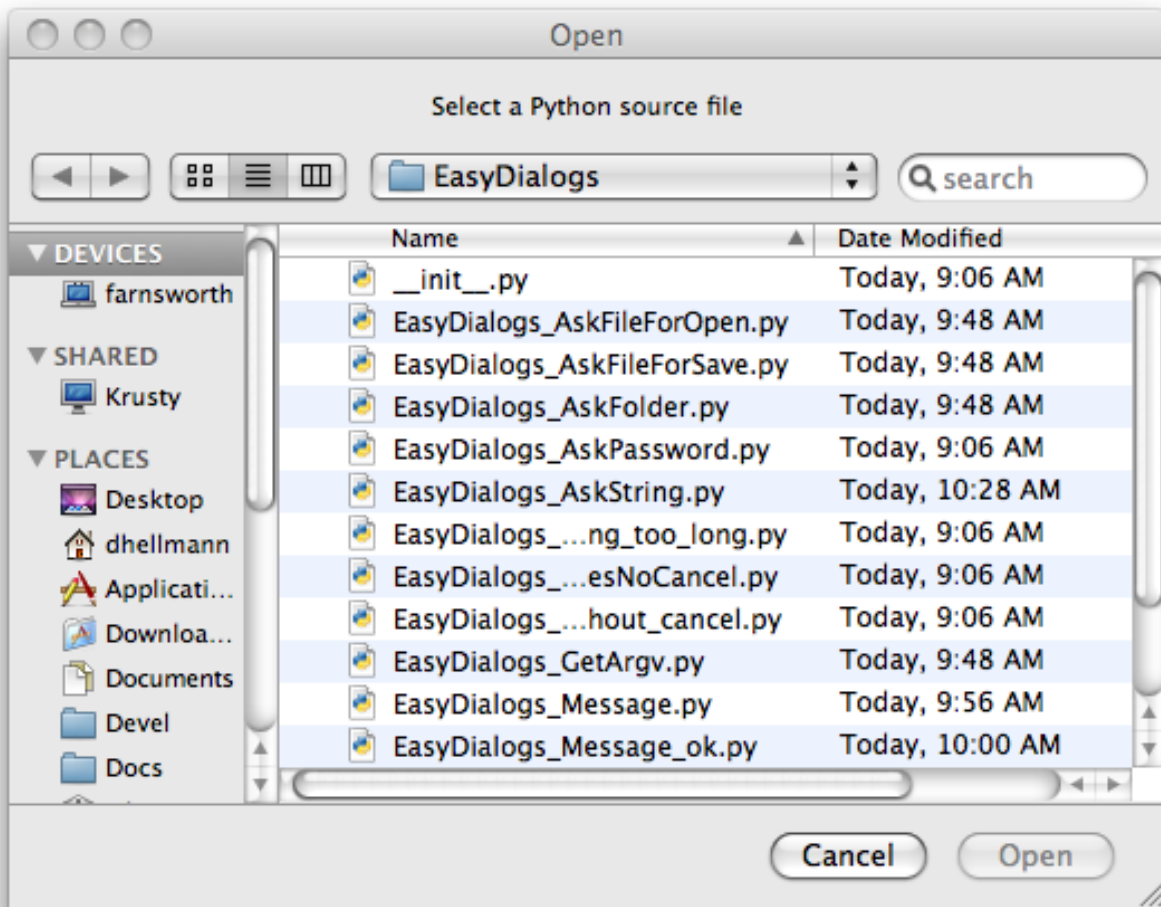 Open
Select a Python source file
EasyDialogs
search
DEVICES
farnsworth
SHARED
Krusty
PLACES
Desktop
dhellmann
Applicati...
Downloa...
Documents
Devel
Docs
Name Date Modified
__init__.py Today, 9:06 AM
EasyDialogs_AskFileForOpen.py Today, 9:48 AM
EasyDialogs_AskFileForSave.py Today, 9:48 AM
EasyDialogs_AskFolder.py Today, 9:48 AM
EasyDialogs_AskPassword.py Today, 9:06 AM
EasyDialogs_AskString.py Today, 10:28 AM
EasyDialogs_...ng_too_long.py Today, 9:06 AM
EasyDialogs_...esNoCancel.py Today, 9:06 AM
EasyDialogs_...hout_cancel.py Today, 9:06 AM
EasyDialogs_GetArgv.py Today, 9:48 AM
EasyDialogs_Message.py Today, 9:56 AM
EasyDialogs_Message_ok.py Today, 10:00 AM
Cancel Open